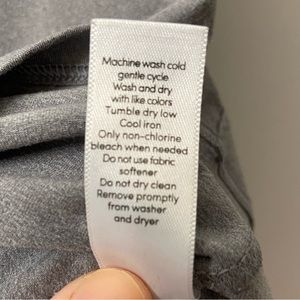 Machine wash cold
gentle cycle
Wash and dry
with like colors
Tumble dry low
Cool iron
Only non-chlorine
bleach when needed
Do not use fabric
softener
Do not dry clean
Remove promptly
from washer
and dryer